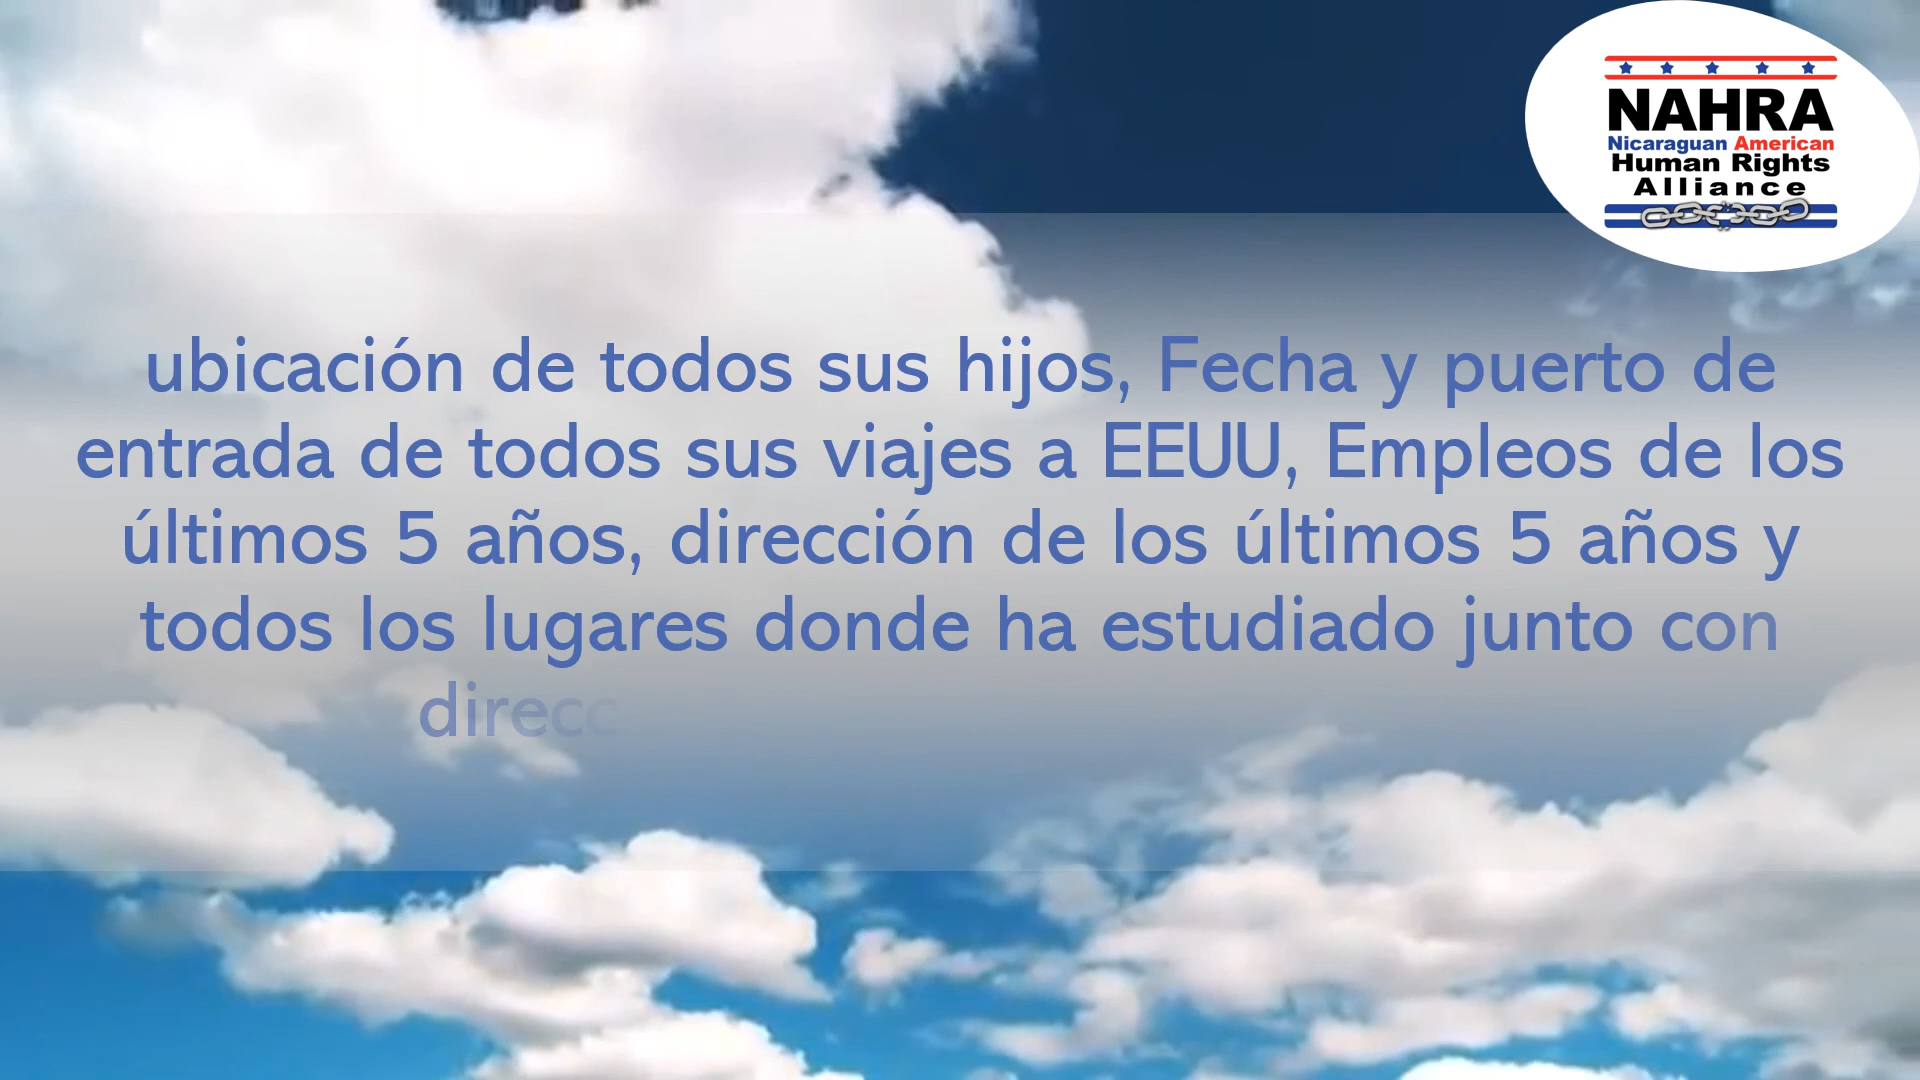 NAHRA
Nicaraguan American
Human Rights
Alliance
ubicación de todos sus hijos, Fecha y puerto de
entrada de todos sus viajes a EEUU, Empleos de los
últimos 5 años, dirección de los últimos 5 años y
todos los lugares donde ha estudiado junto con
direcc